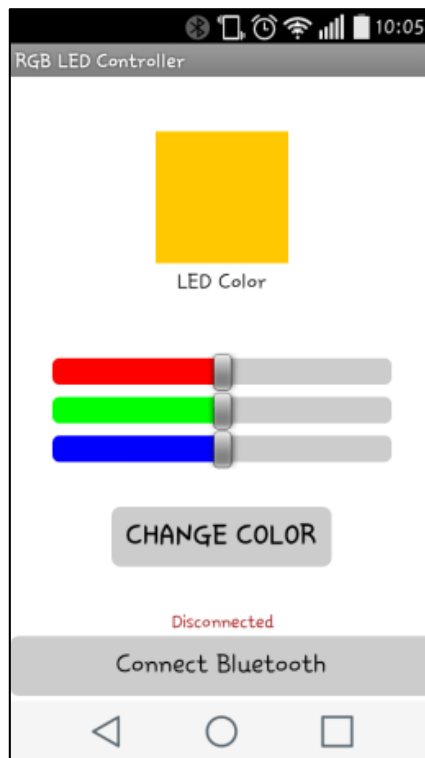 10:05
RGB LED Controller
LED Color
CHANGE COLOR
Disconnected
Connect Bluetooth